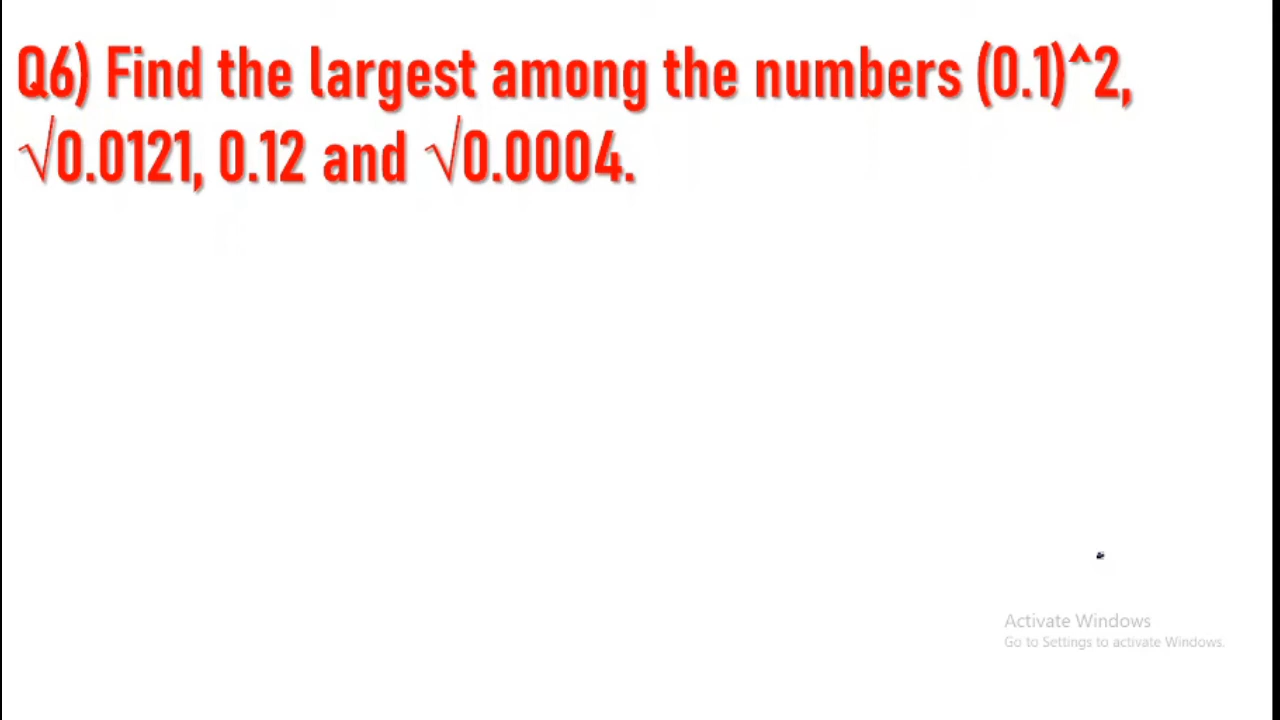 Q6) Find the largest among the numbers (0.1)^2,
√0.0121, 0.12 and √0.0004.
Activate Windows
Go to Settings to activate Windows.